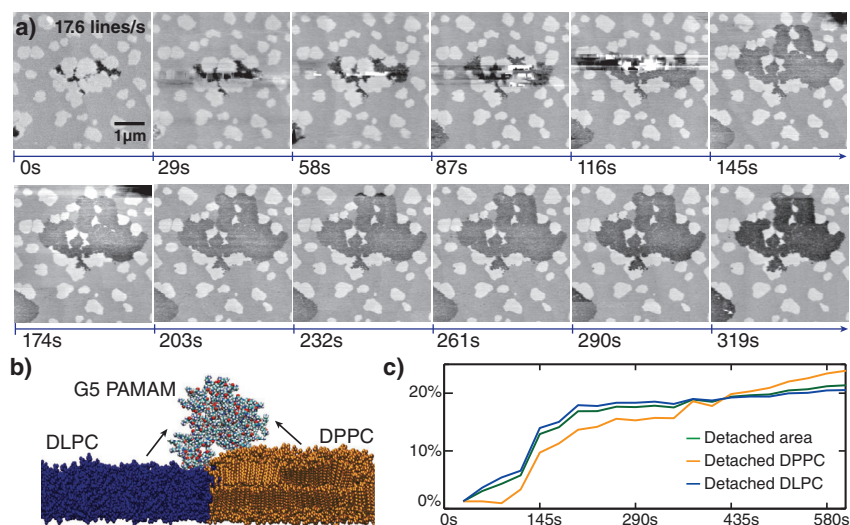 a)
17.6 lines/s
1µm
0s 29s 58s 87s 116s 145s
174s 203s 232s 261s 290s 319s
b)
G5 PAMAM
DLPC
DPPC
c)
20%
10%
0%
Detached area
Detached DPPC
Detached DLPC
0s 145s 290s 435s 580s